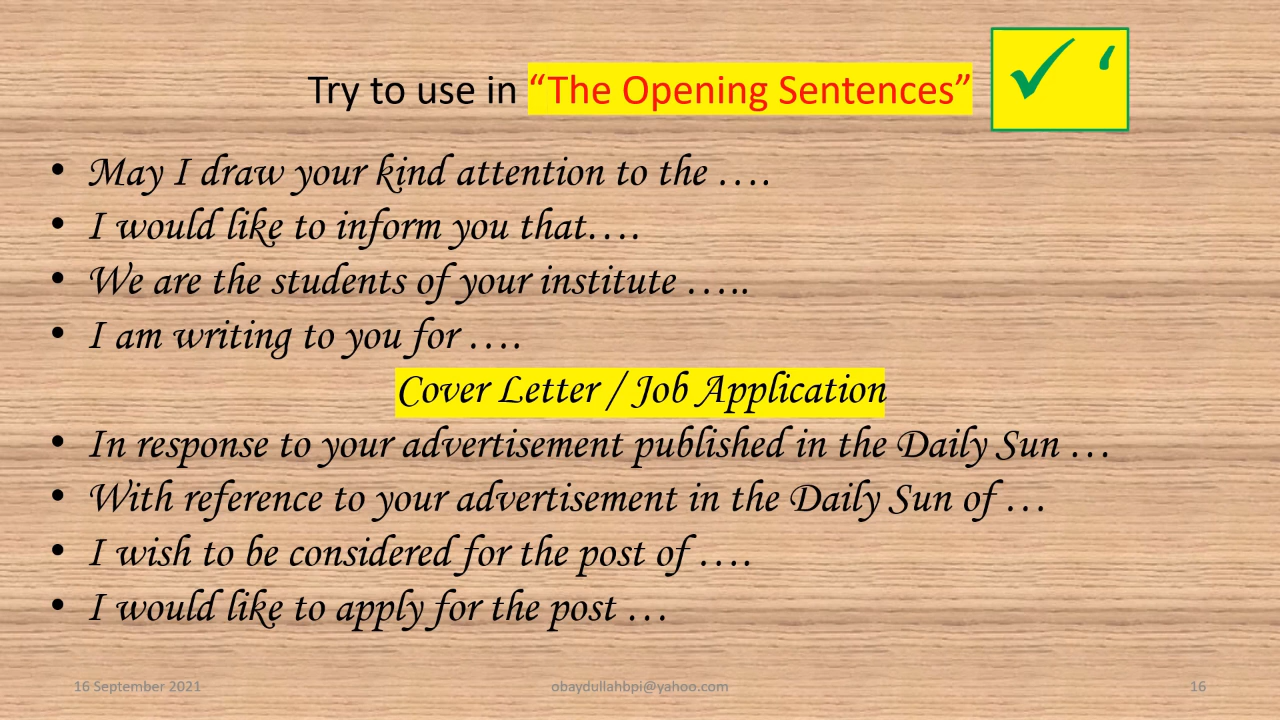 Try to use in “The Opening Sentences” ✓ ‘
• May I draw your kind attention to the ….
• I would like to inform you that….
• We are the students of your institute …..
• I am writing to you for ….
Cover Letter / Job Application
• In response to your advertisement published in the Daily Sun …
• With reference to your advertisement in the Daily Sun of …
• I wish to be considered for the post of ….
• I would like to apply for the post …
16 September 2021 obaydullahbpi@yahoo.com 16